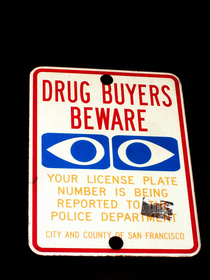 DRUG BUYERS
BEWARE
YOUR LICENSE PLATE
NUMBER IS BEING
REPORTED TO
POLICE DEPARTMENT
CITY AND COUNTY OF SAN FRANCISCO